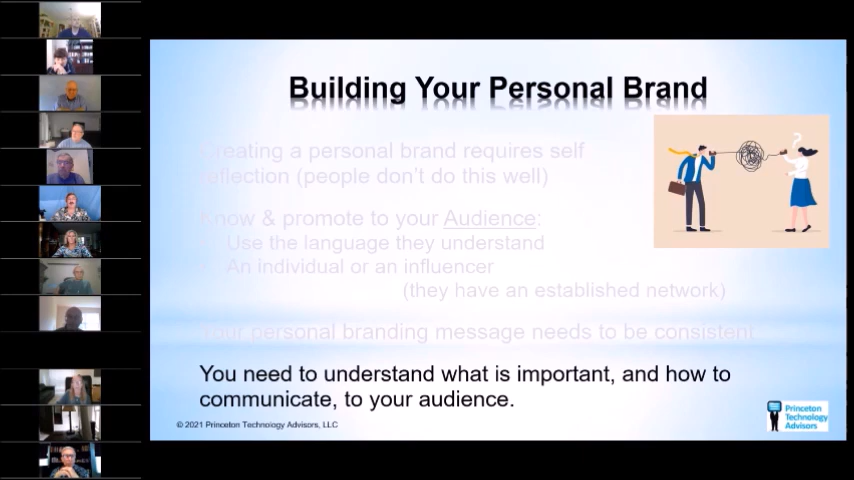 Building Your Personal Brand
Creating a personal brand requires self
reflection (people don't do this well)
Know & promote to your Audience:
Use the language they understand
An individual or an influencer
(they have an established network)
Your personal branding message needs to be consistent
You need to understand what is important, and how to
communicate, to your audience.
© 2021 Princeton Technology Advisors, LLC
Princeton
Technology
Advisors